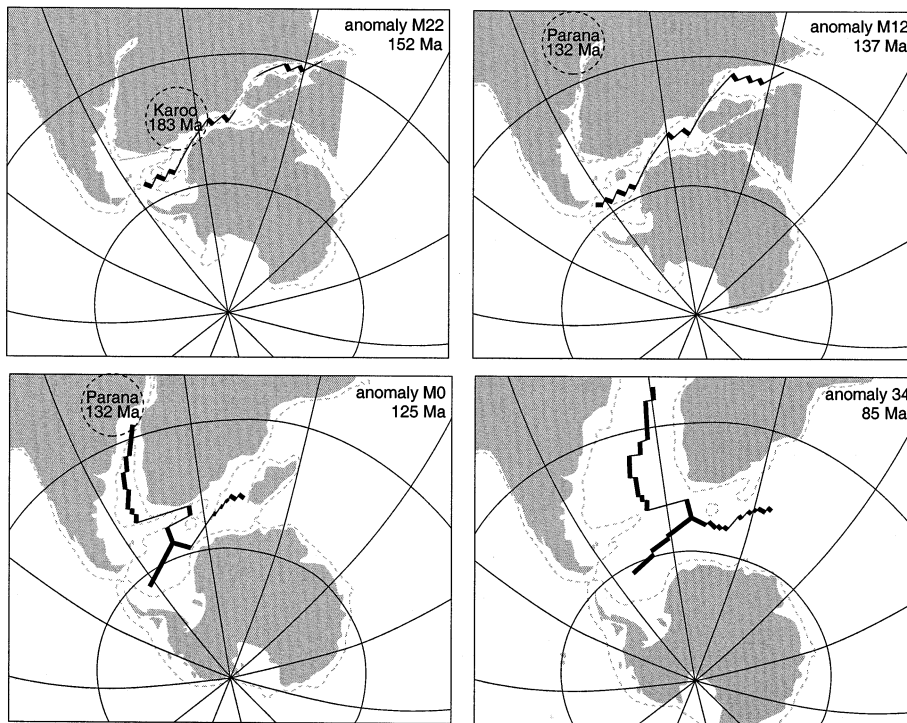 anomaly M22
152 Ma
Karoo
183 Ma
Parana
132 Ma
anomaly M12
137 Ma
Parana
132 Ma
anomaly M0
125 Ma
anomaly 34
85 Ma